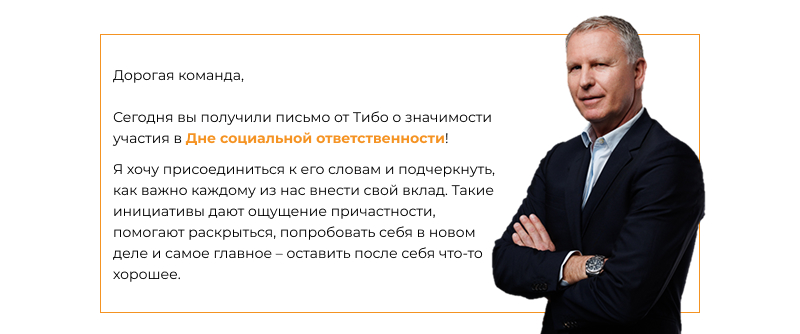 Дорогая команда,
Сегодня вы получили письмо от Тибо о значимости
участия в Дне социальной ответственности!
Я хочу присоединиться к его словам и подчеркнуть,
как важно каждому из нас внести свой вклад. Такие
инициативы дают ощущение причастности,
помогают раскрыться, попробовать себя в новом
деле и самое главное – оставить после себя что-то
хорошее.